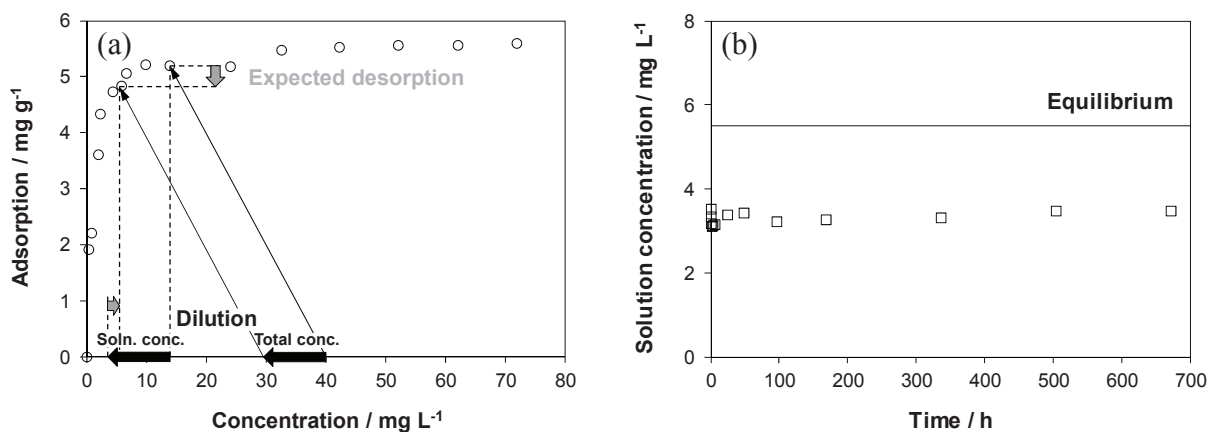 (a)
Adsorption / mg g-1
6
5
4
3
2
1
0
Expected desorption
Dilution
Soln. conc.
Total conc.
0 10 20 30 40 50 60 70 80
Concentration / mg L-1
(b)
Solution concentration / mg L-1
8
6
4
2
0
Equilibrium
0 100 200 300 400 500 600 700
Time / h